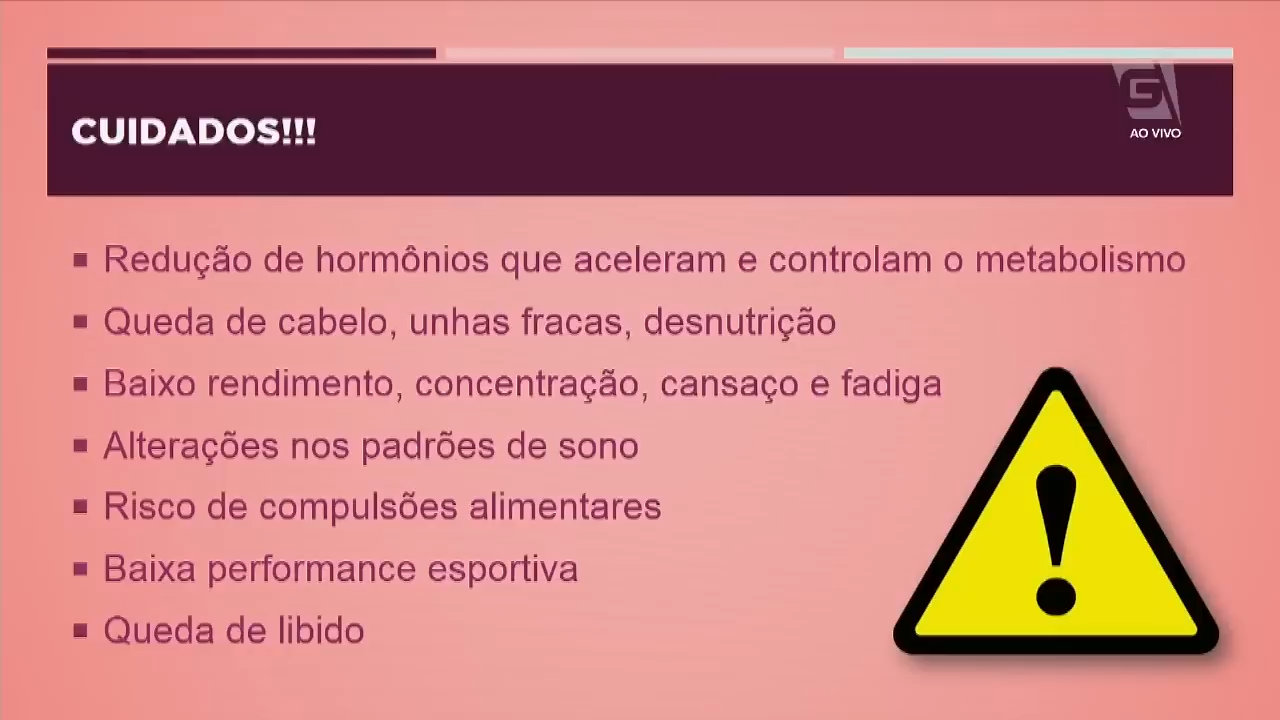 CUIDADOS!!!
AO VIVO
Redução de hormônios que aceleram e controlam o metabolismo
Queda de cabelo, unhas fracas, desnutrição
Baixo rendimento, concentração, cansaço e fadiga
Alterações nos padrões de sono
Risco de compulsões alimentares
Baixa performance esportiva
Queda de libido